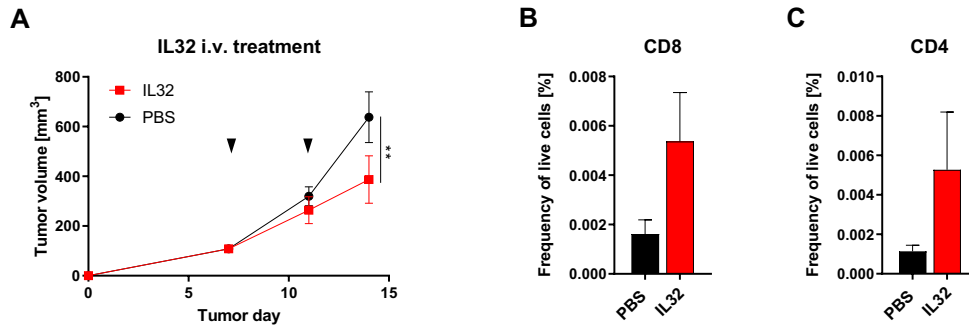 A
IL32 i.v. treatment
Tumor volume [mm³]
800
600
400
200
0
0
5
10
15
Tumor day
IL32
PBS
**
B
CD8
Frequency of live cells [%]
0.008
0.006
0.004
0.002
0.000
PBS
IL32
C
CD4
Frequency of live cells [%]
0.010
0.008
0.006
0.004
0.002
0.000
PBS
IL32